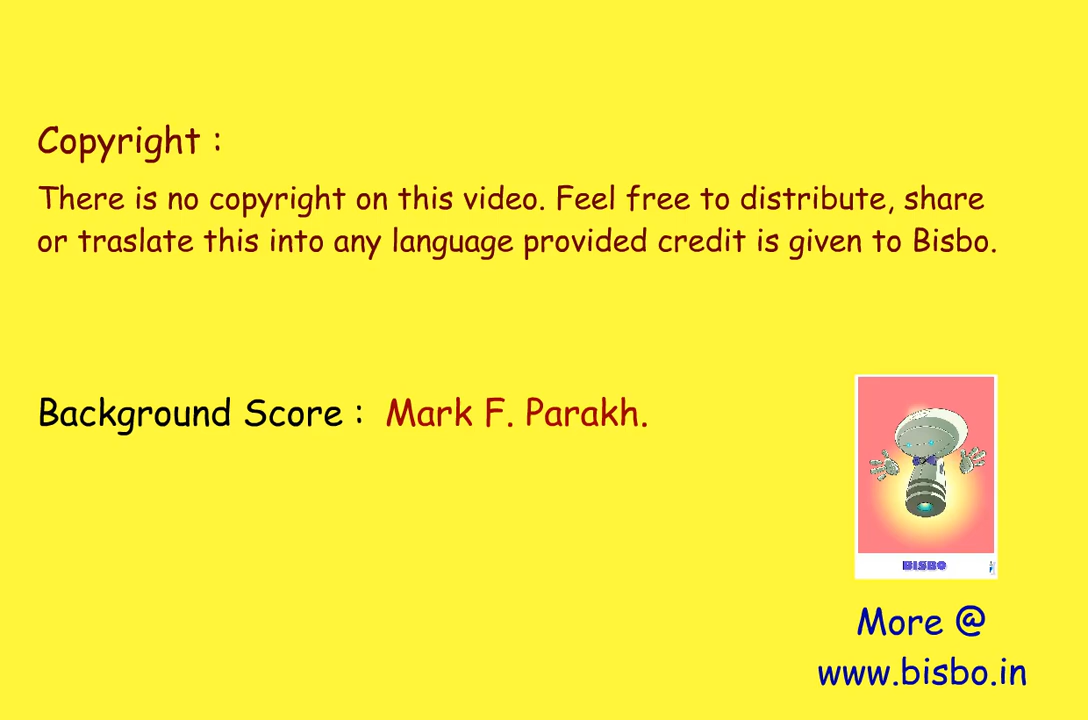 Copyright :
There is no copyright on this video. Feel free to distribute, share
or traslate this into any language provided credit is given to Bisbo.
Background Score : Mark F. Parakh.
BISBO
More @
www.bisbo.in